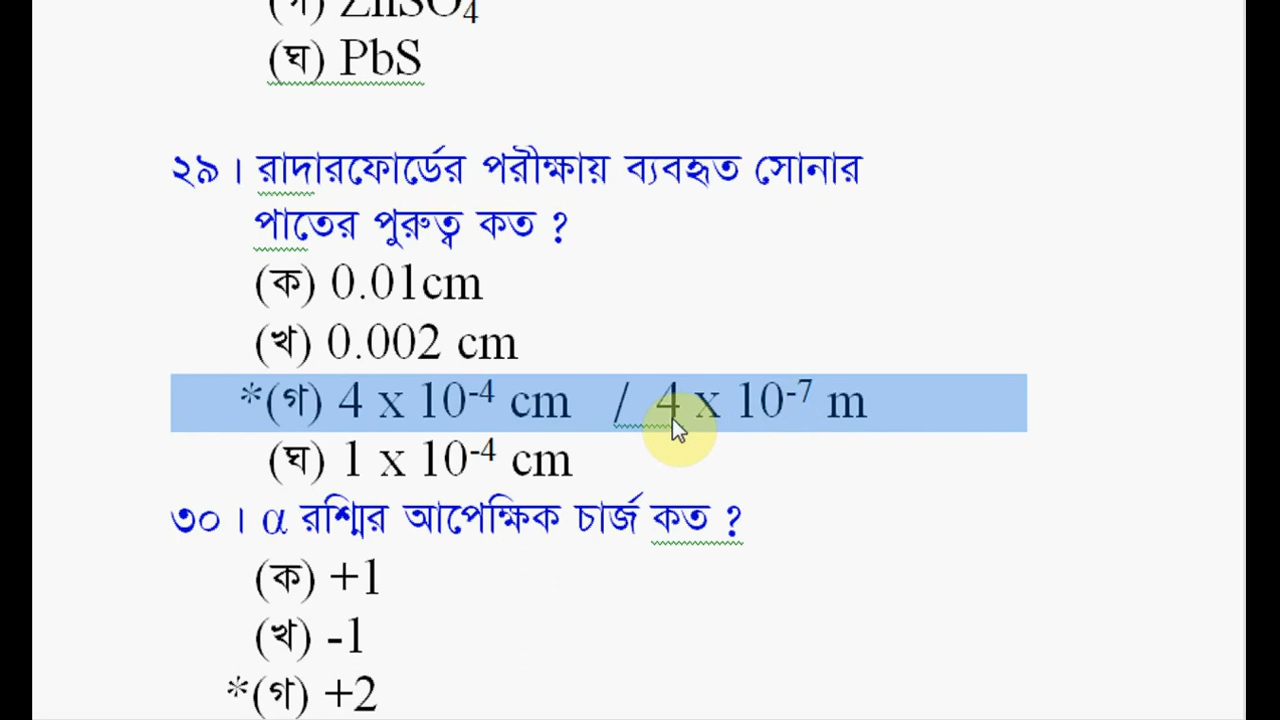 (গ) ZnSO₄
(ঘ) PbS
২৯। রাদারফোর্ডের পরীক্ষায় ব্যবহৃত সোনার
পাতের পুরুত্ব কত ?
(ক) 0.01cm
(খ) 0.002 cm
*(গ) 4 x 10⁻⁴ cm / 4 x 10⁻⁷ m
(ঘ) 1 x 10⁻⁴ cm
৩০। α রশ্মির আপেক্ষিক চার্জ কত ?
(ক) +1
(খ) -1
*(গ) +2